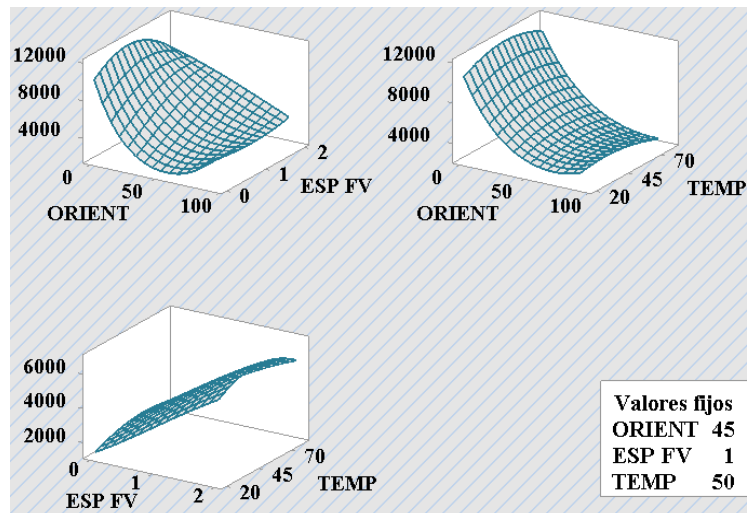 12000
8000
4000
0
50
100
ORIENT
0
1
2
ESP FV
12000
8000
4000
0
50
100
ORIENT
20
45
70
TEMP
6000
4000
2000
0
1
2
ESP FV
20
45
70
TEMP
Valores fijos
ORIENT 45
ESP FV 1
TEMP 50